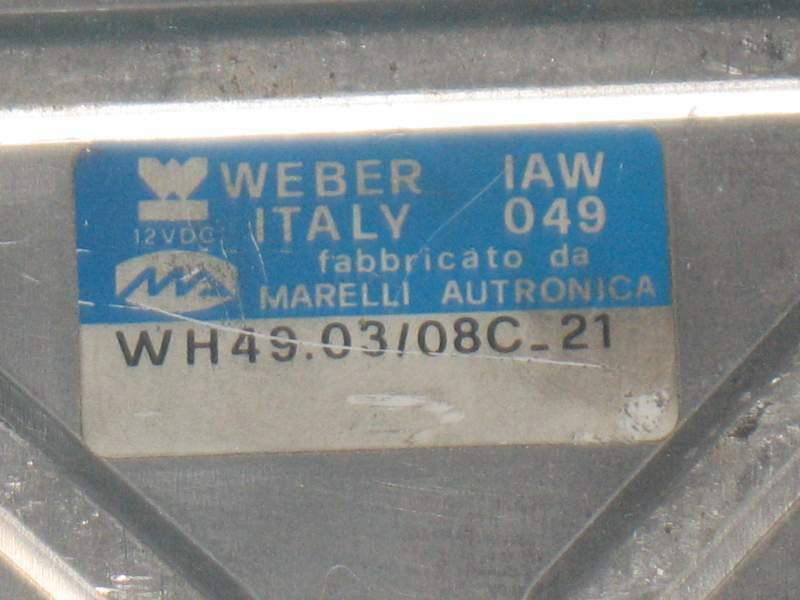 WEBER IAW
ITALY 049
12VDC
fabbricato da
MARELLI AUTRONICA
WH49.03/08C-21